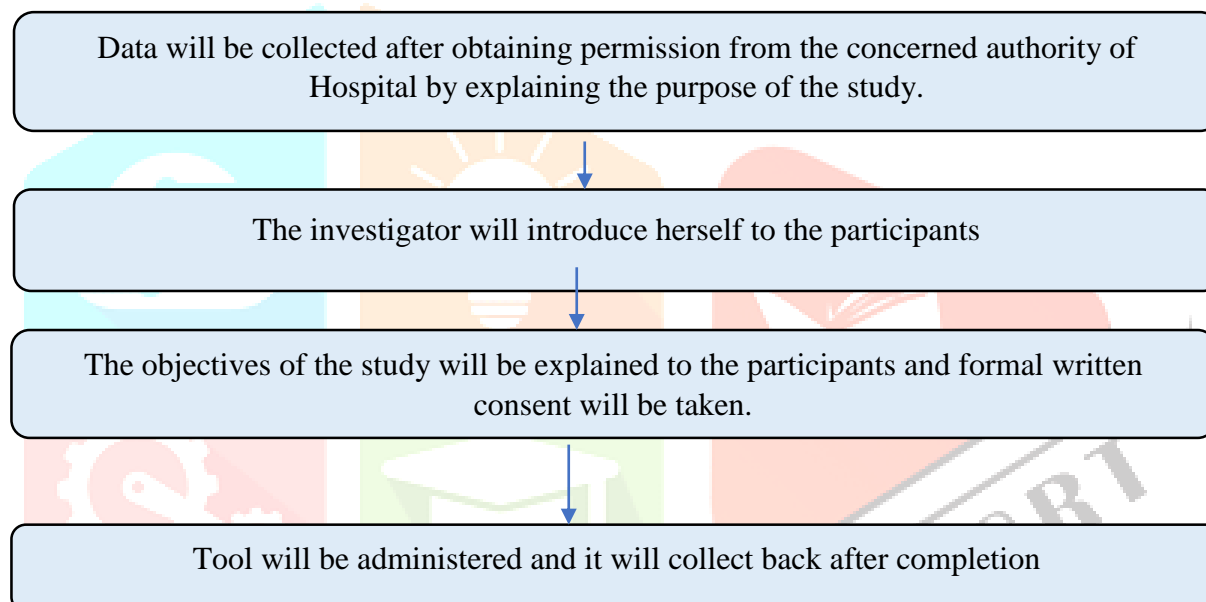 Data will be collected after obtaining permission from the concerned authority of
Hospital by explaining the purpose of the study.
The investigator will introduce herself to the participants
The objectives of the study will be explained to the participants and formal written
consent will be taken.
Tool will be administered and it will collect back after completion